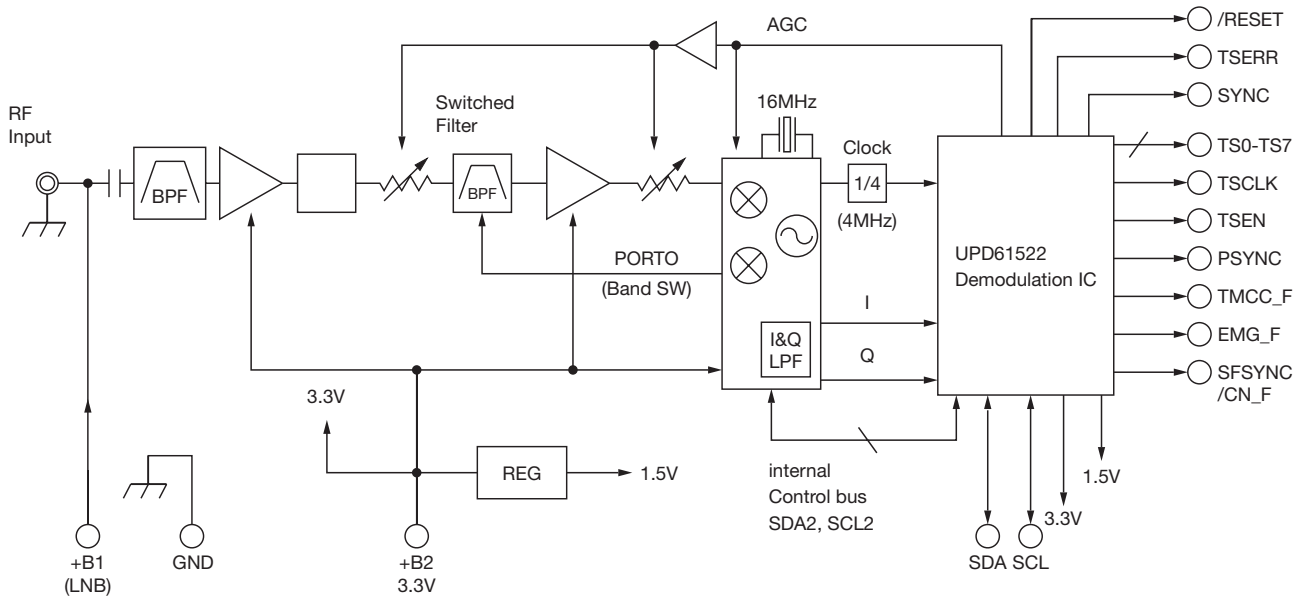 AGC
/RESET
TSERR
SYNC
TS0-TS7
TSCLK
TSEN
PSYNC
TMCC_F
EMG_F
SFSYNC
/CN_F
RF
Input
Switched
Filter
16MHz
Clock
BPF
BPF
1/4
(4MHz)
UPD61522
Demodulation IC
PORTO
(Band SW)
I
I&Q
LPF
Q
3.3V
REG
1.5V
internal
Control bus
SDA2, SCL2
1.5V
3.3V
+B1
(LNB)
GND
+B2
3.3V
SDA SCL